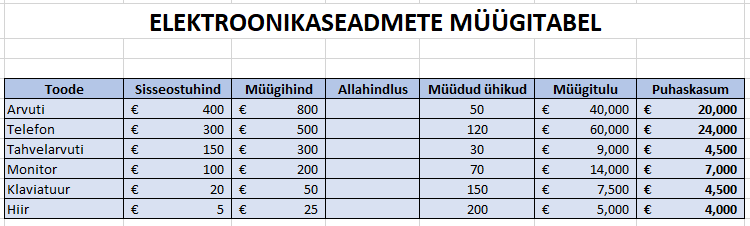 ELEKTROONIKASEADMETE MÜÜGITABEL
Toode Sisseostuhind Müügihind Allahindlus Müüdud ühikud Müügitulu Puhaskasum
Arvuti € 400 € 800 50 € 40,000 € 20,000
Telefon € 300 € 500 120 € 60,000 € 24,000
Tahvelarvuti € 150 € 300 30 € 9,000 € 4,500
Monitor € 100 € 200 70 € 14,000 € 7,000
Klaviatuur € 20 € 50 150 € 7,500 € 4,500
Hiir € 5 € 25 200 € 5,000 € 4,000